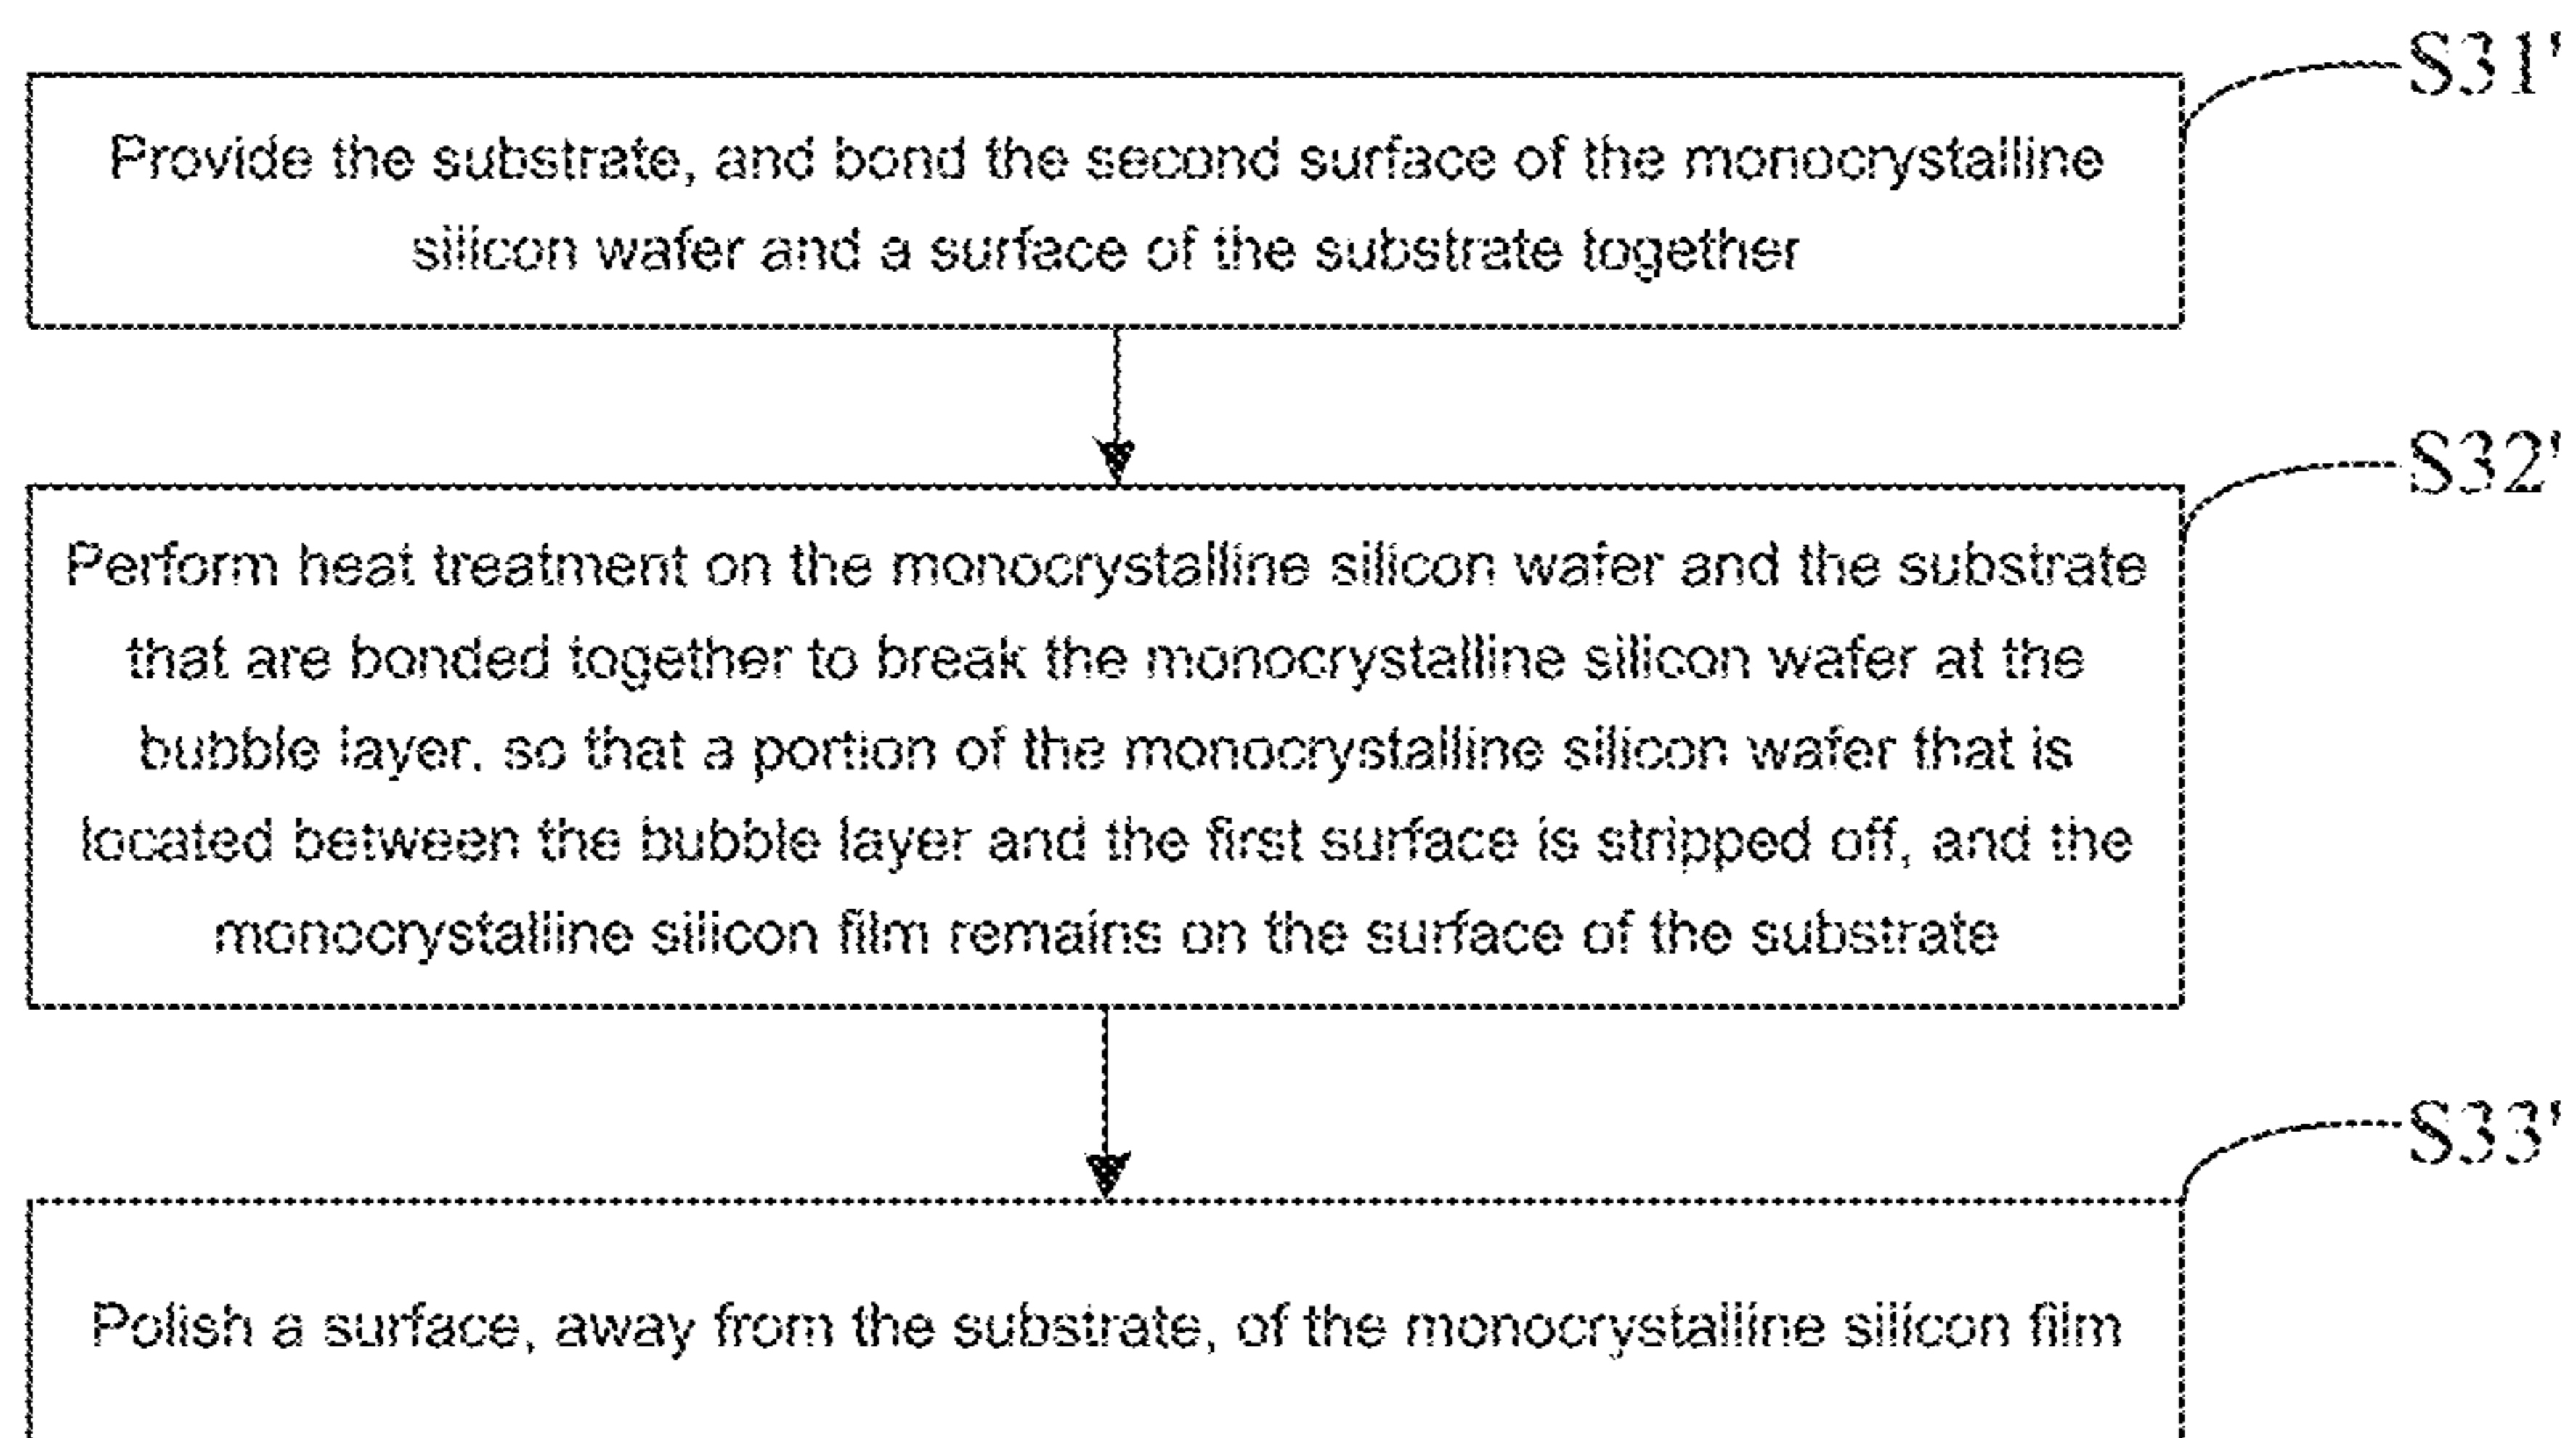 S31'
Provide the substrate, and bond the second surface of the monocrystalline
silicon wafer and a surface of the substrate together
S32'
Perform heat treatment on the monocrystalline silicon wafer and the substrate
that are bonded together to break the monocrystalline silicon wafer at the
bubble layer, so that a portion of the monocrystalline silicon wafer that is
located between the bubble layer and the first surface is stripped off, and the
monocrystalline silicon film remains on the surface of the substrate
S33'
Polish a surface, away from the substrate, of the monocrystalline silicon film